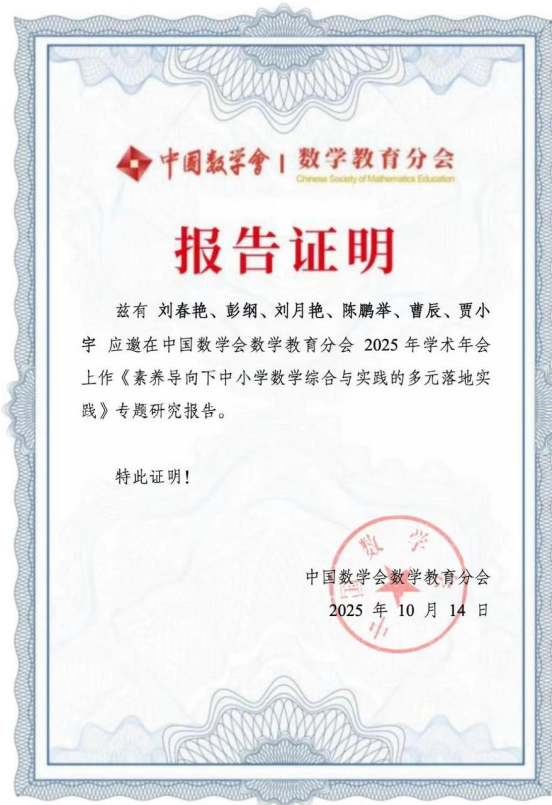 中国数学會 | 数学教育分会
Chinese Society of Mathematics Education
报告证明
兹有 刘春艳、彭纲、刘月艳、陈鹏举、曹辰、贾小
宇 应邀在中国数学会数学教育分会 2025 年学术年会
上作《素养导向下中小学数学综合与实践的多元落地实
践》专题研究报告。
特此证明！
中国数学会
中国数学会数学教育分会
2025 年 10 月 14 日